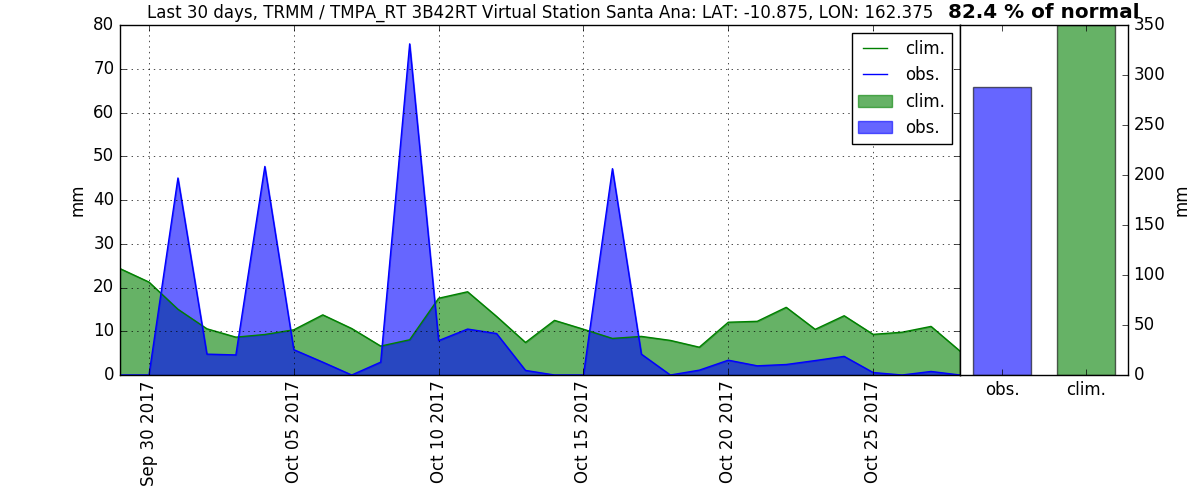 Last 30 days, TRMM / TMPA_RT 3B42RT Virtual Station Santa Ana: LAT: -10.875, LON: 162.375
82.4 % of normal
80
70
60
50
40
30
20
10
0
mm
clim.
obs.
clim.
obs.
Sep 30 2017
Oct 05 2017
Oct 10 2017
Oct 15 2017
Oct 20 2017
Oct 25 2017
350
300
250
200
150
100
50
0
mm
obs.
clim.